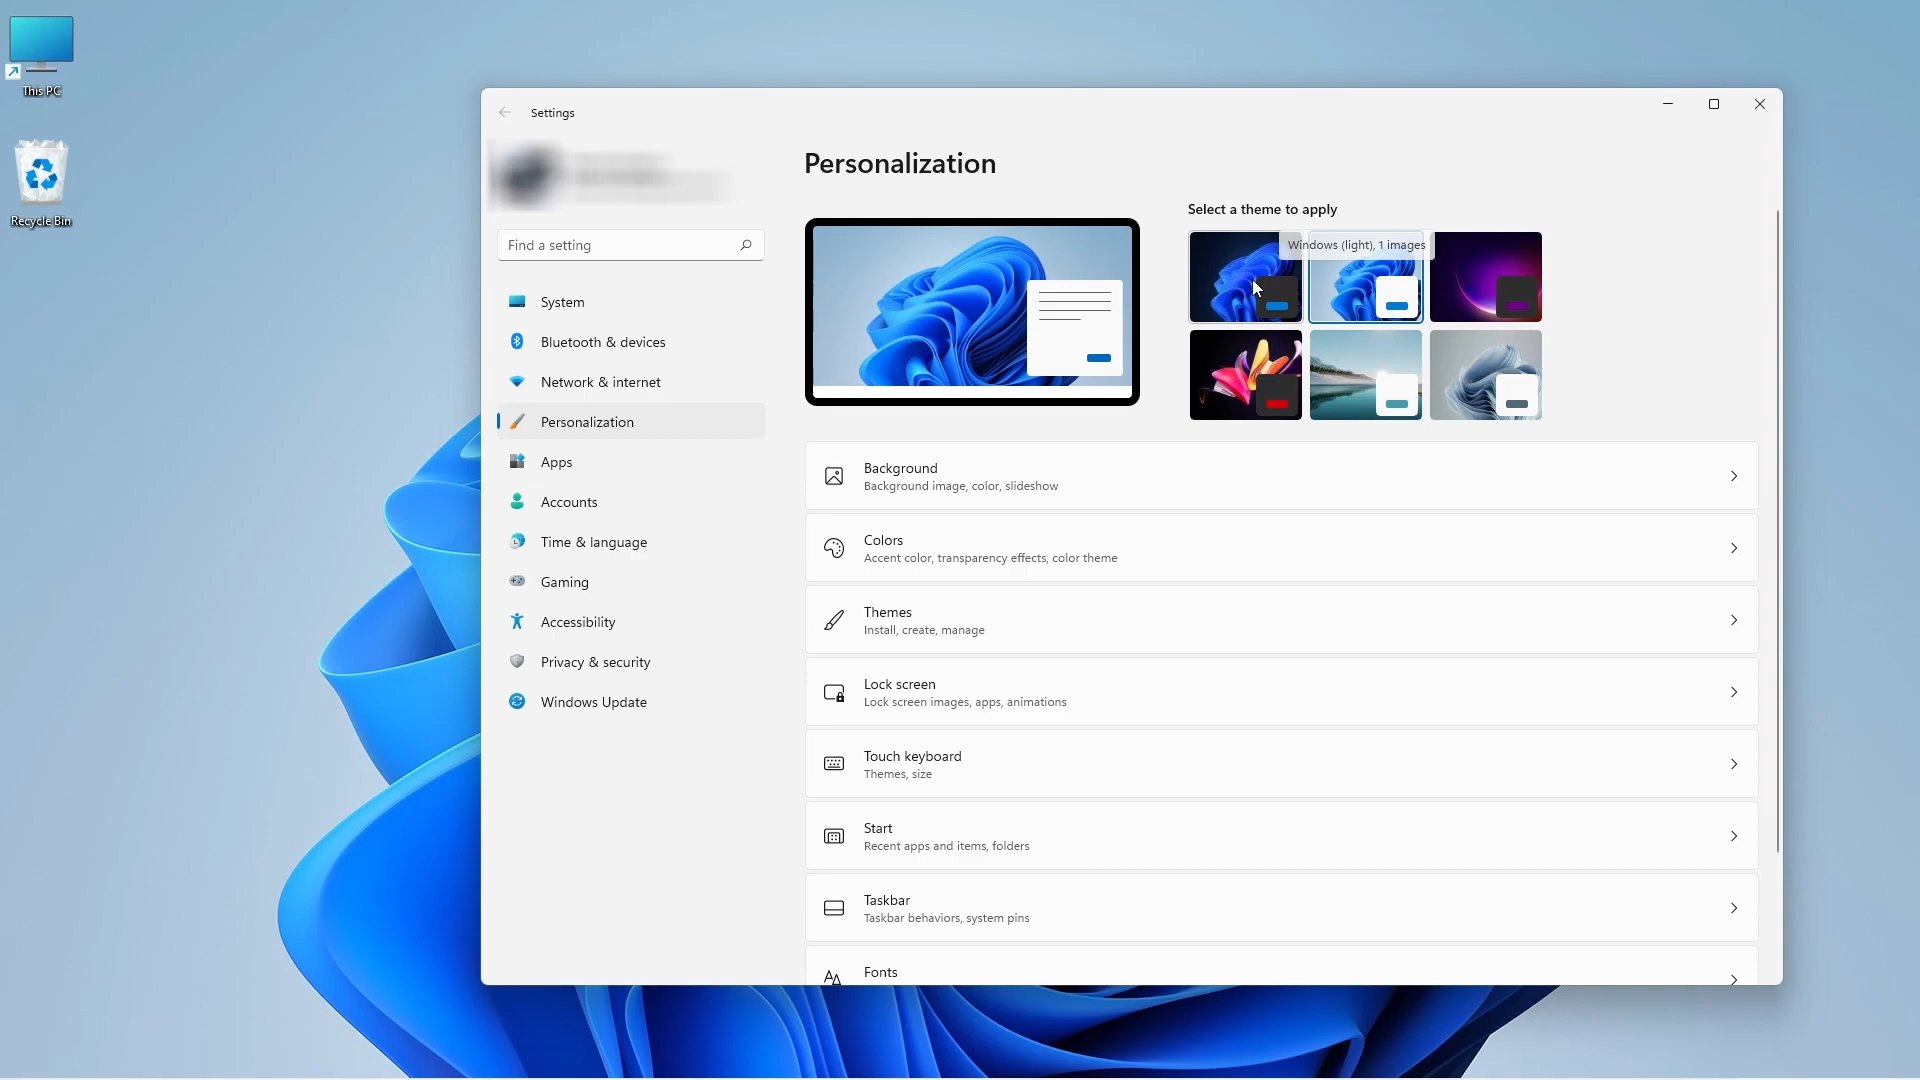 This PC
Recycle Bin
Settings
Find a setting
System
Bluetooth & devices
Network & internet
Personalization
Apps
Accounts
Time & language
Gaming
Accessibility
Privacy & security
Windows Update
Personalization
Select a theme to apply
Windows (light), 1 images
Background
Background image, color, slideshow
Colors
Accent color, transparency effects, color theme
Themes
Install, create, manage
Lock screen
Lock screen images, apps, animations
Touch keyboard
Themes, size
Start
Recent apps and items, folders
Taskbar
Taskbar behaviors, system pins
Fonts